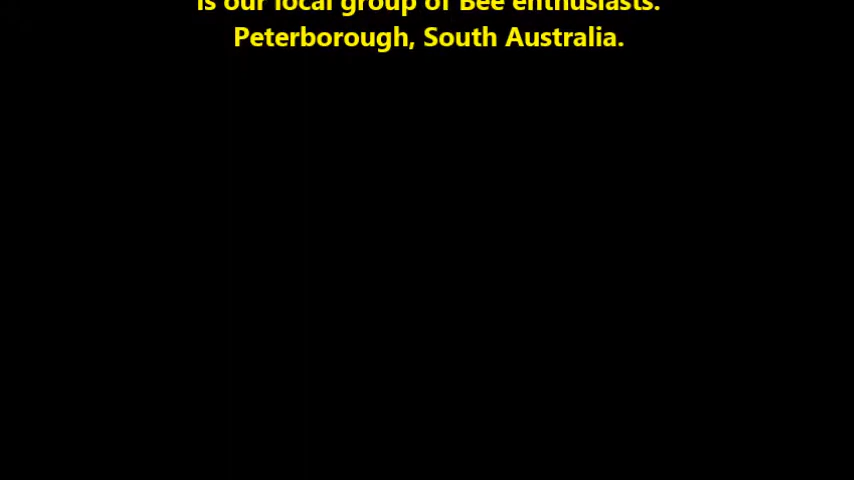 is our local group of Bee enthusiasts.
Peterborough, South Australia.